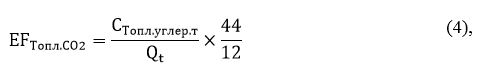 EF_Топл.CO2 = C_Топл.углер.т / Q_t × 44 / 12 (4),